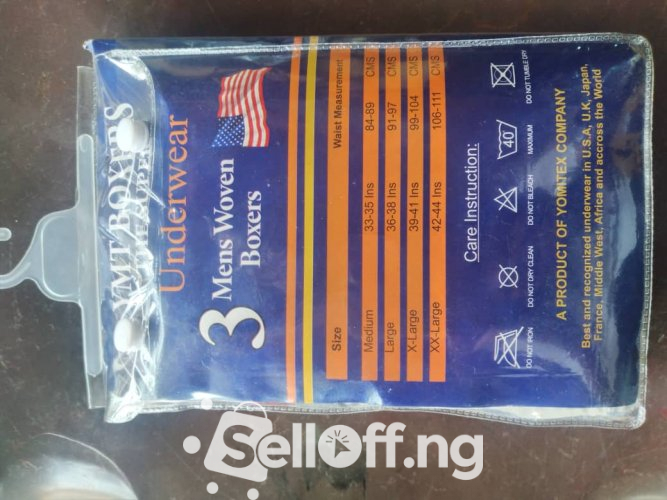 YMT BOXERS
Underwear
3 Mens Woven
Boxers
Size Waist Measurement
Medium 33-35 Ins 84-89 CMS
Large 36-38 Ins 91-97 CMS
X-Large 39-41 Ins 99-104 CMS
XX-Large 42-44 Ins 106-111 CMS
Care Instruction:
40°
DO NOT IRON DO NOT DRY CLEAN DO NOT BLEACH MAXIMUM DO NOT TUMBLE DRY
A PRODUCT OF YOMITEX COMPANY
Best and recognized underwear in U.S.A, U.K, Japan,
France, Middle West, Africa and accross the World
SellOff.ng